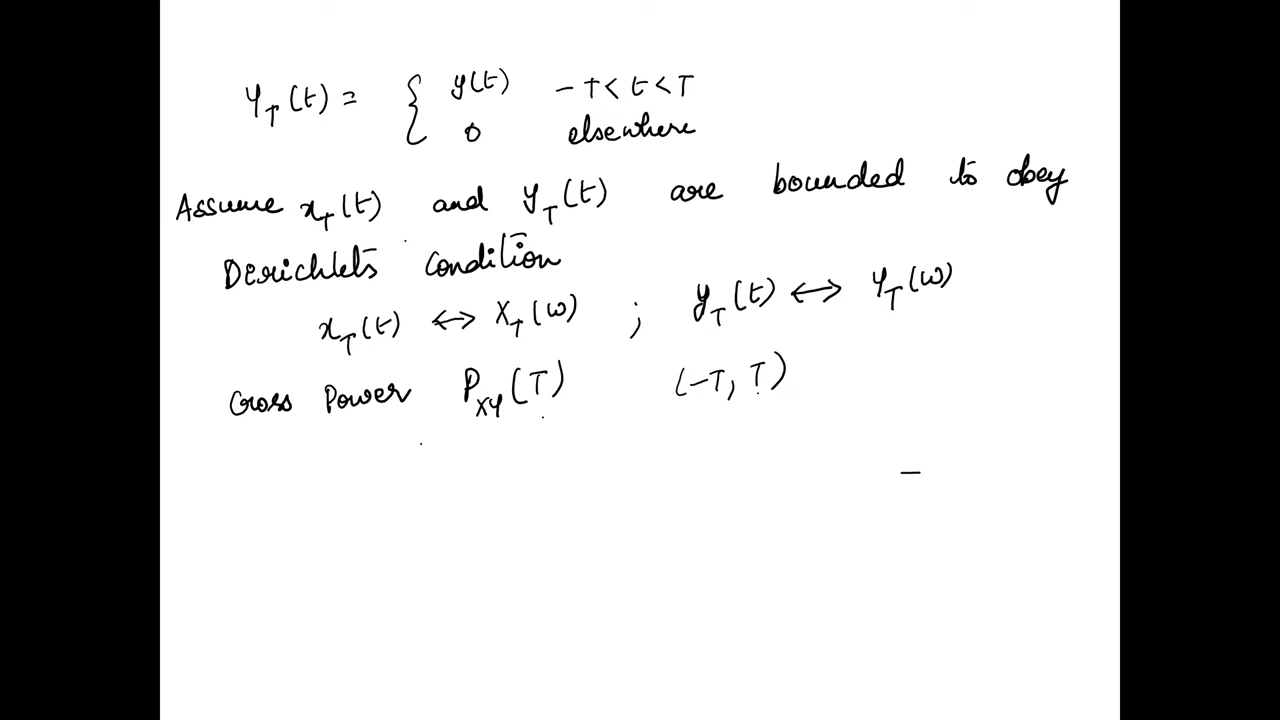 Y_T(t) = { y(t) -T < t < T
0 elsewhere
Assume x_T(t) and y_T(t) are bounded to obey
Derichlets condition
x_T(t) ↔ X_T(ω) ; y_T(t) ↔ Y_T(ω)
Cross Power P_XY(T) (-T, T)